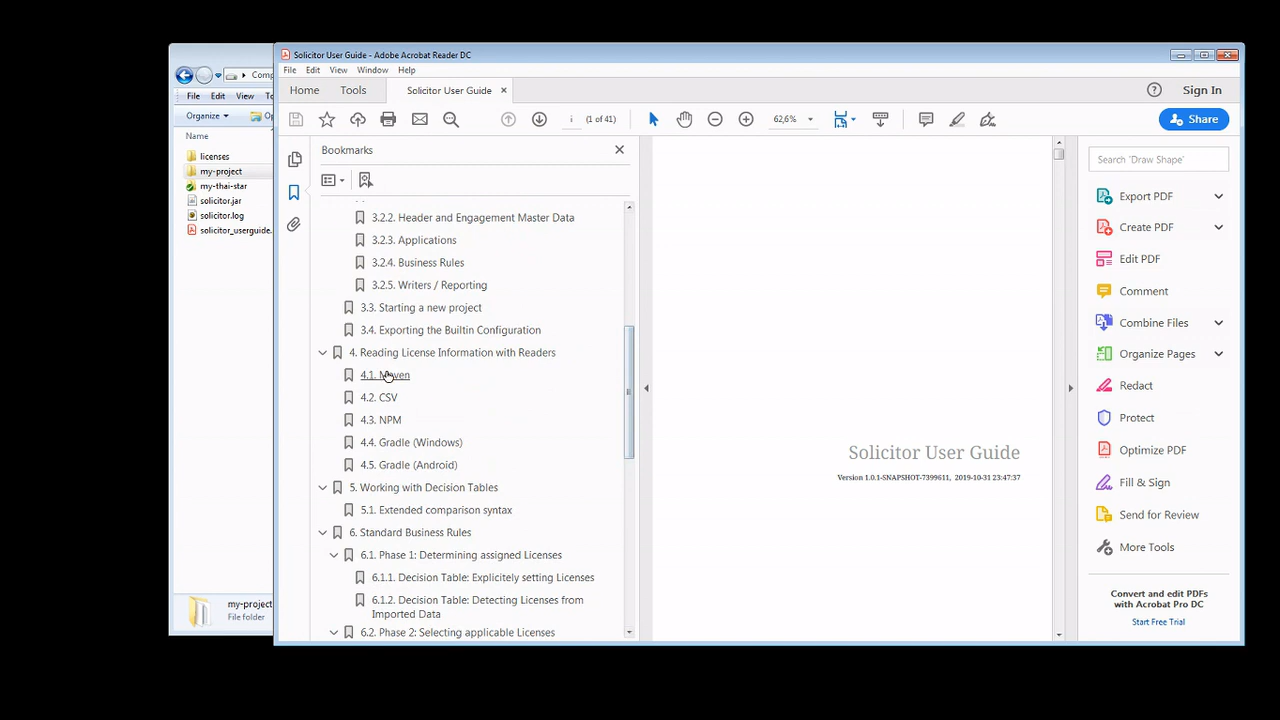 Solicitor User Guide - Adobe Acrobat Reader DC
Comp
File Edit View To
Organize Op
Name
licenses
my-project
my-thai-star
solicitor.jar
solicitor.log
solicitor_userguide.
my-project
File folder
File Edit View Window Help
Home Tools Solicitor User Guide Sign In
(1 of 41) 62,6% Share
Bookmarks
3.2.2. Header and Engagement Master Data
3.2.3. Applications
3.2.4. Business Rules
3.2.5. Writers / Reporting
3.3. Starting a new project
3.4. Exporting the Builtin Configuration
4. Reading License Information with Readers
4.1. Maven
4.2. CSV
4.3. NPM
4.4. Gradle (Windows)
4.5. Gradle (Android)
5. Working with Decision Tables
5.1. Extended comparison syntax
6. Standard Business Rules
6.1. Phase 1: Determining assigned Licenses
6.1.1. Decision Table: Explicitely setting Licenses
6.1.2. Decision Table: Detecting Licenses from
Imported Data
6.2. Phase 2: Selecting applicable Licenses
Solicitor User Guide
Version 1.0.1-SNAPSHOT-7399611, 2019-10-31 23:47:37
Search 'Draw Shape'
Export PDF
Create PDF
Edit PDF
Comment
Combine Files
Organize Pages
Redact
Protect
Optimize PDF
Fill & Sign
Send for Review
More Tools
Convert and edit PDFs
with Acrobat Pro DC
Start Free Trial